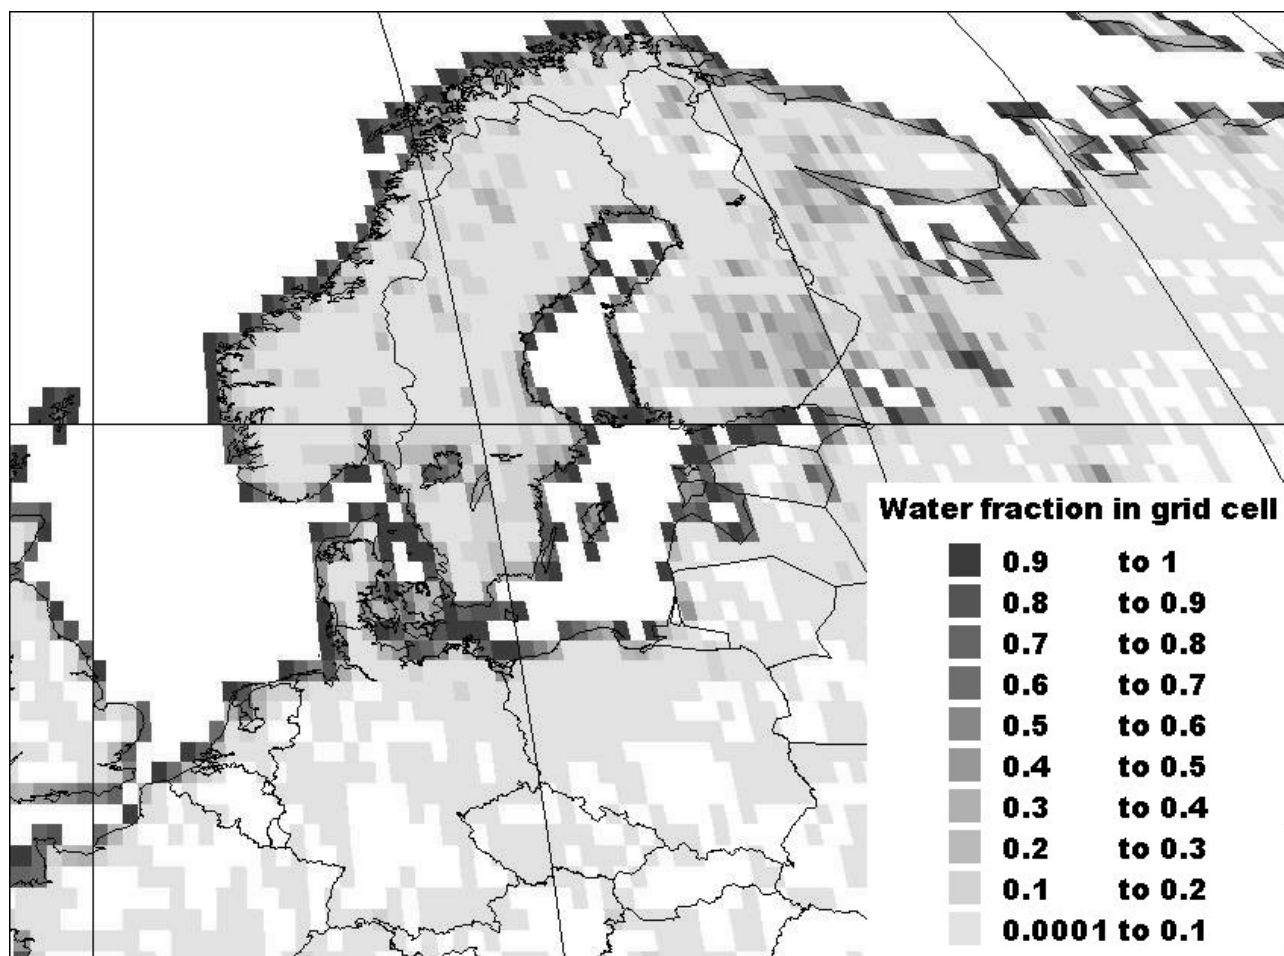 Water fraction in grid cell
0.9 to 1
0.8 to 0.9
0.7 to 0.8
0.6 to 0.7
0.5 to 0.6
0.4 to 0.5
0.3 to 0.4
0.2 to 0.3
0.1 to 0.2
0.0001 to 0.1